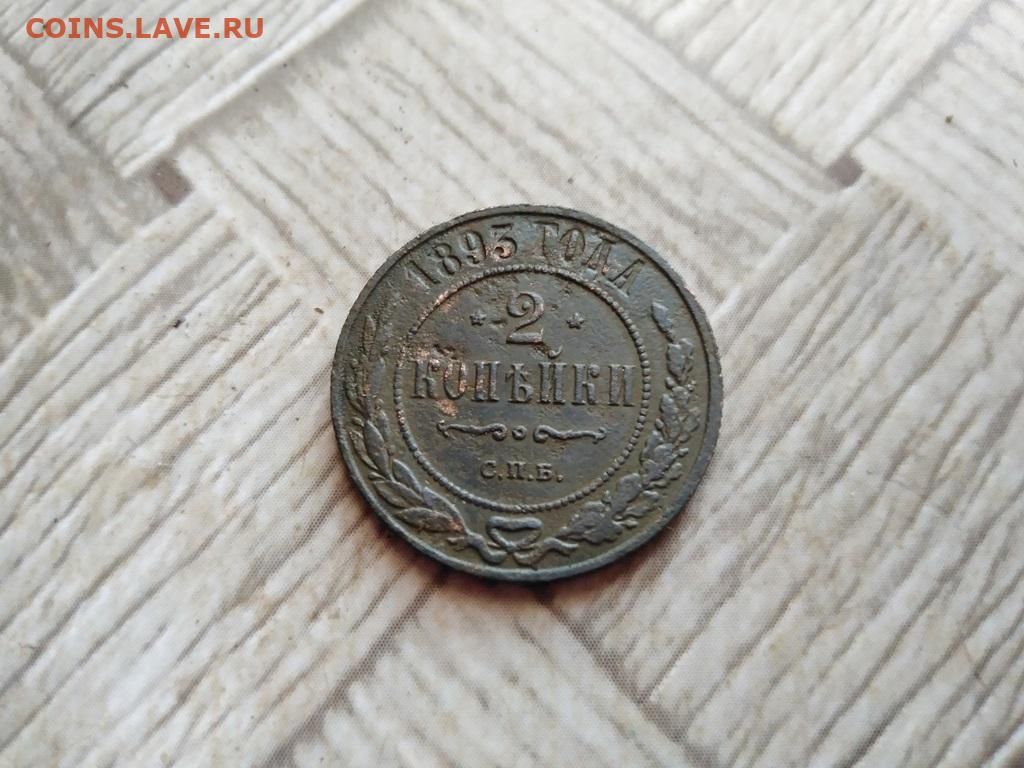 COINS.LAVE.RU
1893 ГОДА
2
КОПѢЙКИ
С.П.Б.